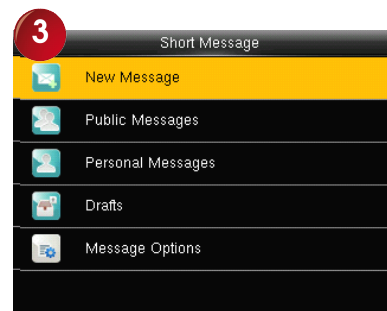 3
Short Message
New Message
Public Messages
Personal Messages
Drafts
Message Options